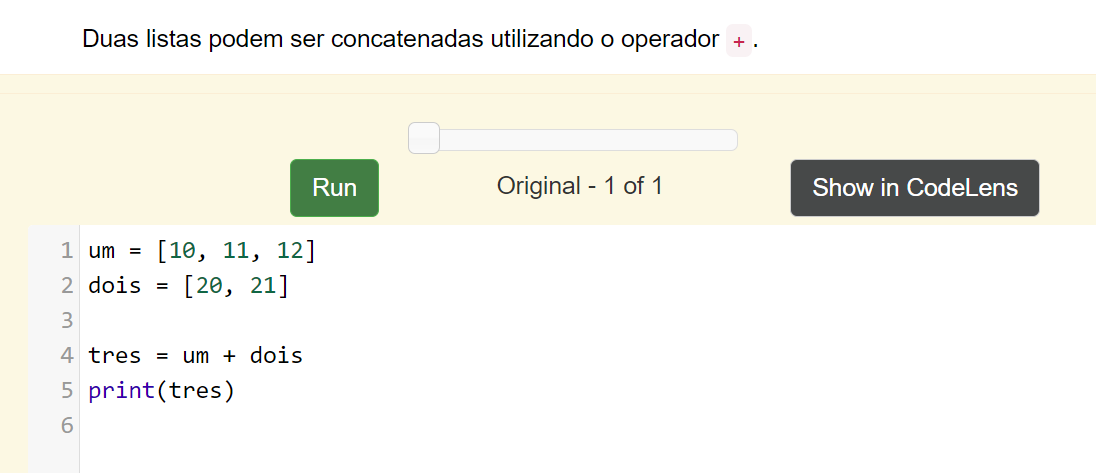 Duas listas podem ser concatenadas utilizando o operador +.
Run
Original - 1 of 1
Show in CodeLens
1 um = [10, 11, 12]
2 dois = [20, 21]
3
4 tres = um + dois
5 print(tres)
6